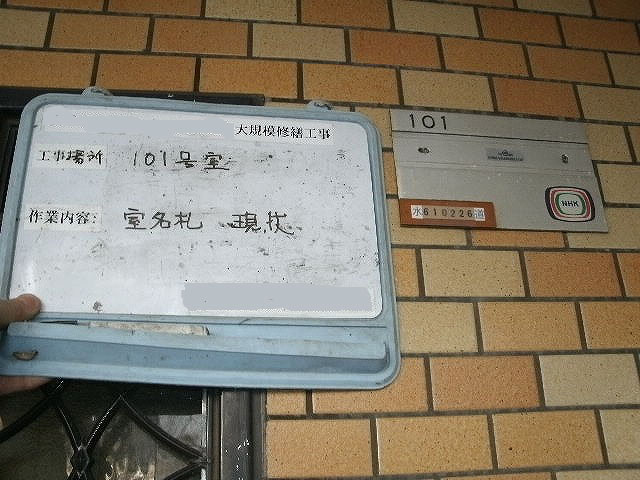 大規模修繕工事
工事場所 101号室
作業内容: 室名札 現状
101
水610226道
NHK